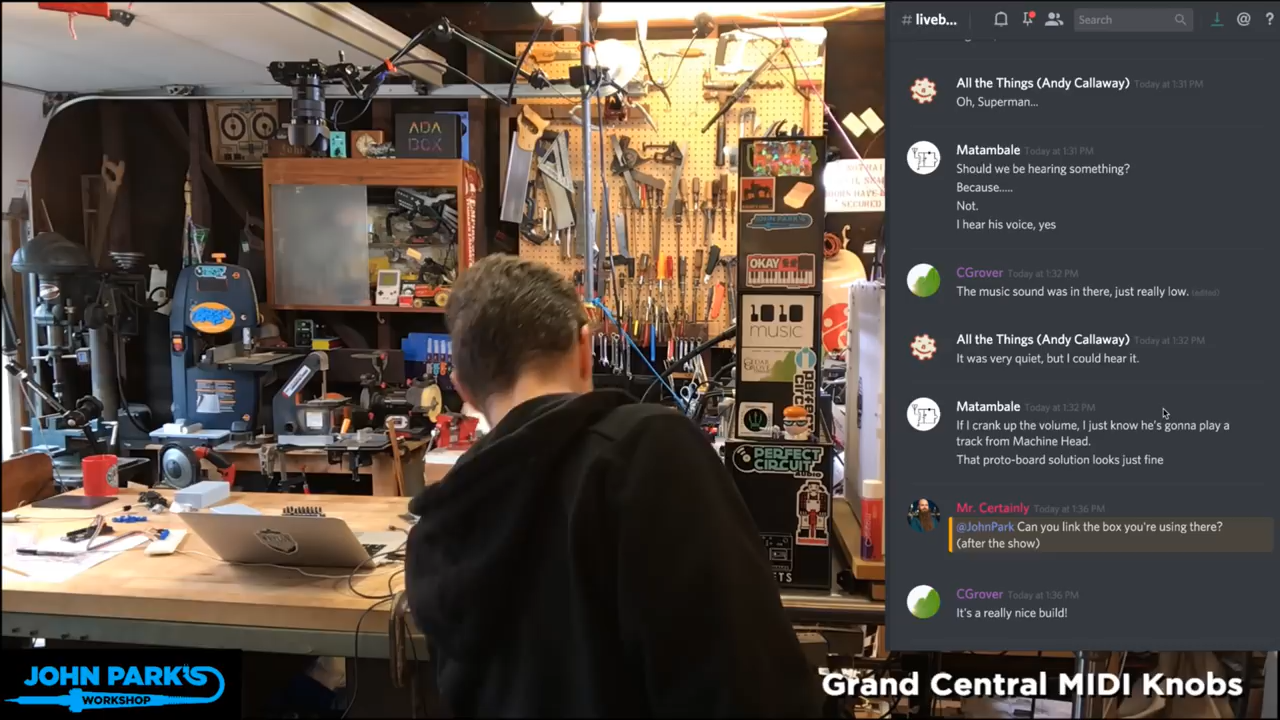 # liveb...
Search
?
All the Things (Andy Callaway) Today at 1:31 PM
Oh, Superman...
Matambale Today at 1:31 PM
Should we be hearing something?
Because.....
Not.
I hear his voice, yes
CGrover Today at 1:32 PM
The music sound was in there, just really low. (edited)
All the Things (Andy Callaway) Today at 1:32 PM
It was very quiet, but I could hear it.
Matambale Today at 1:32 PM
If I crank up the volume, I just know he's gonna play a
track from Machine Head.
That proto-board solution looks just fine
Mr. Certainly Today at 1:36 PM
@JohnPark Can you link the box you're using there?
(after the show)
CGrover Today at 1:36 PM
It's a really nice build!
ADA
BOX
JOHN PARK'S
OKAY
1010
MUSIC
PERFECT
CIRCUIT
JOHN PARK'S
WORKSHOP
Grand Central MIDI Knobs